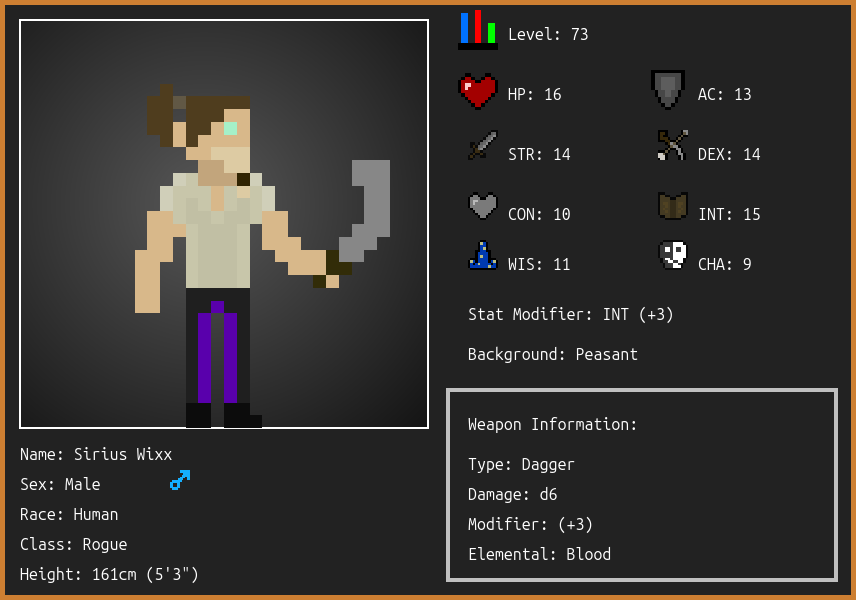 Level: 73
HP: 16
AC: 13
STR: 14
DEX: 14
CON: 10
INT: 15
WIS: 11
CHA: 9
Stat Modifier: INT (+3)
Background: Peasant
Weapon Information:
Type: Dagger
Damage: d6
Modifier: (+3)
Elemental: Blood
Name: Sirius Wixx
Sex: Male
Race: Human
Class: Rogue
Height: 161cm (5'3")